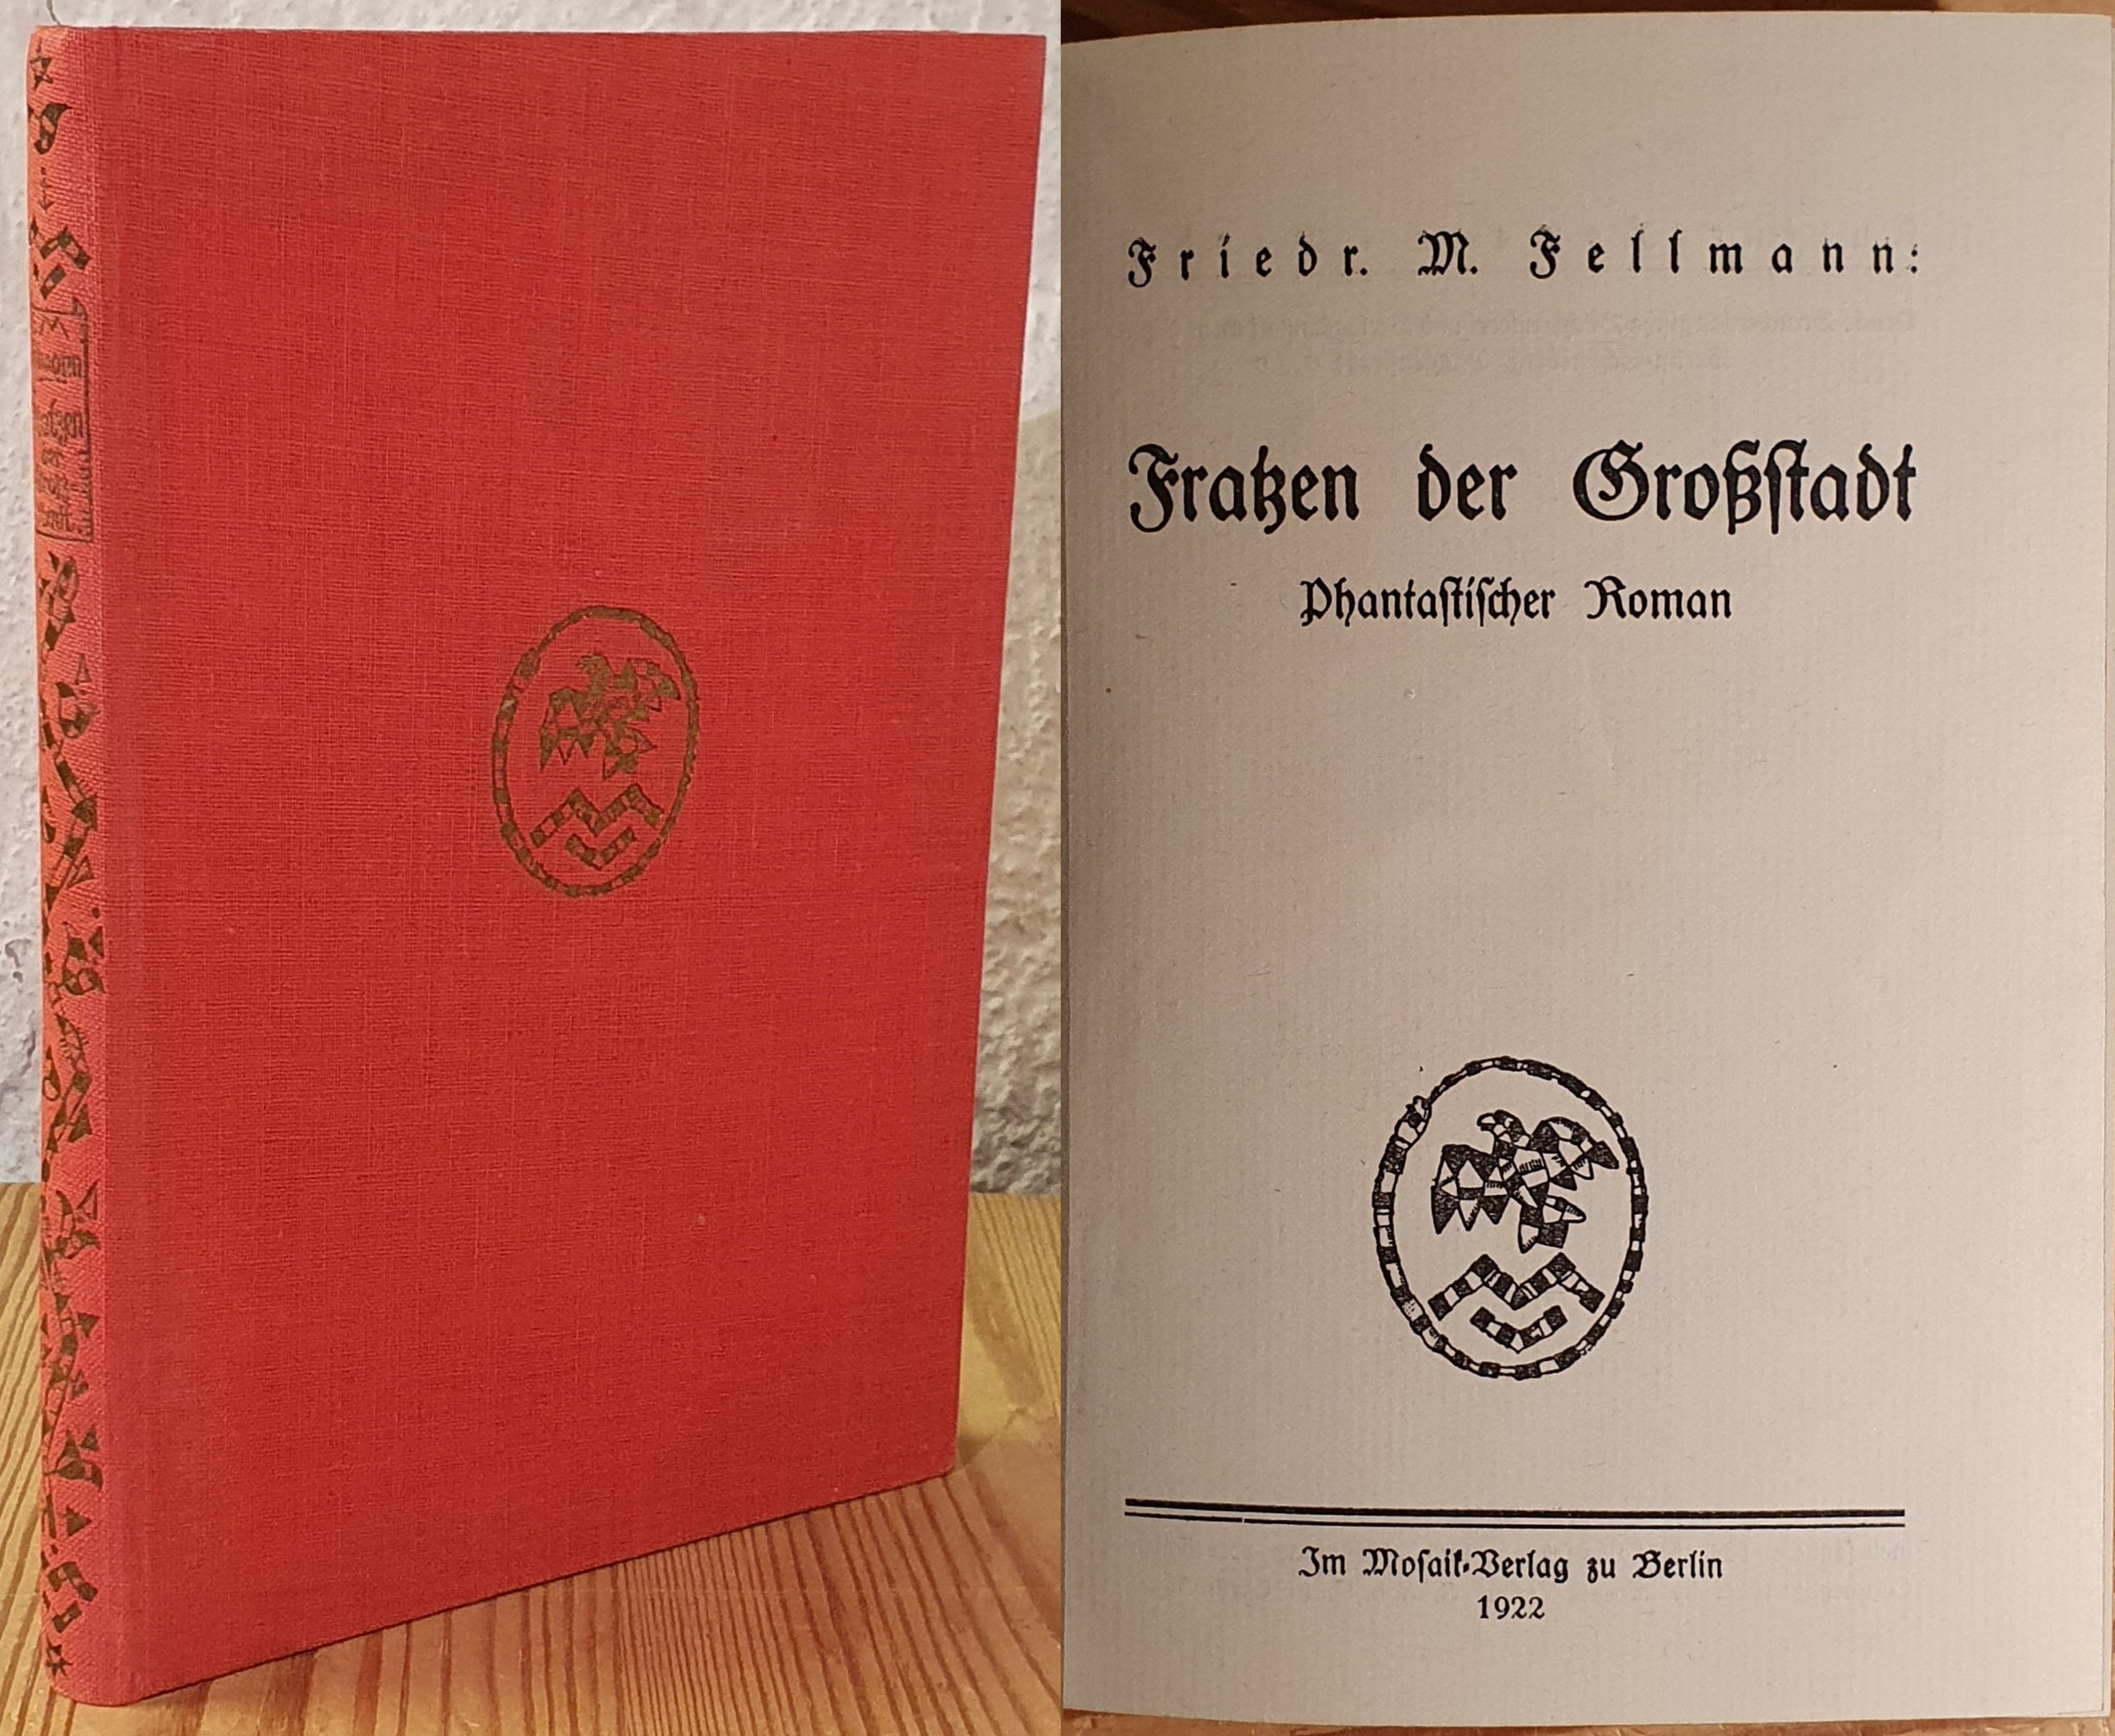 Friedr. M. Fellmann:
Fratzen der Großſtadt
Phantaſtiſcher Roman
Im Moſaik-Verlag zu Berlin
1922